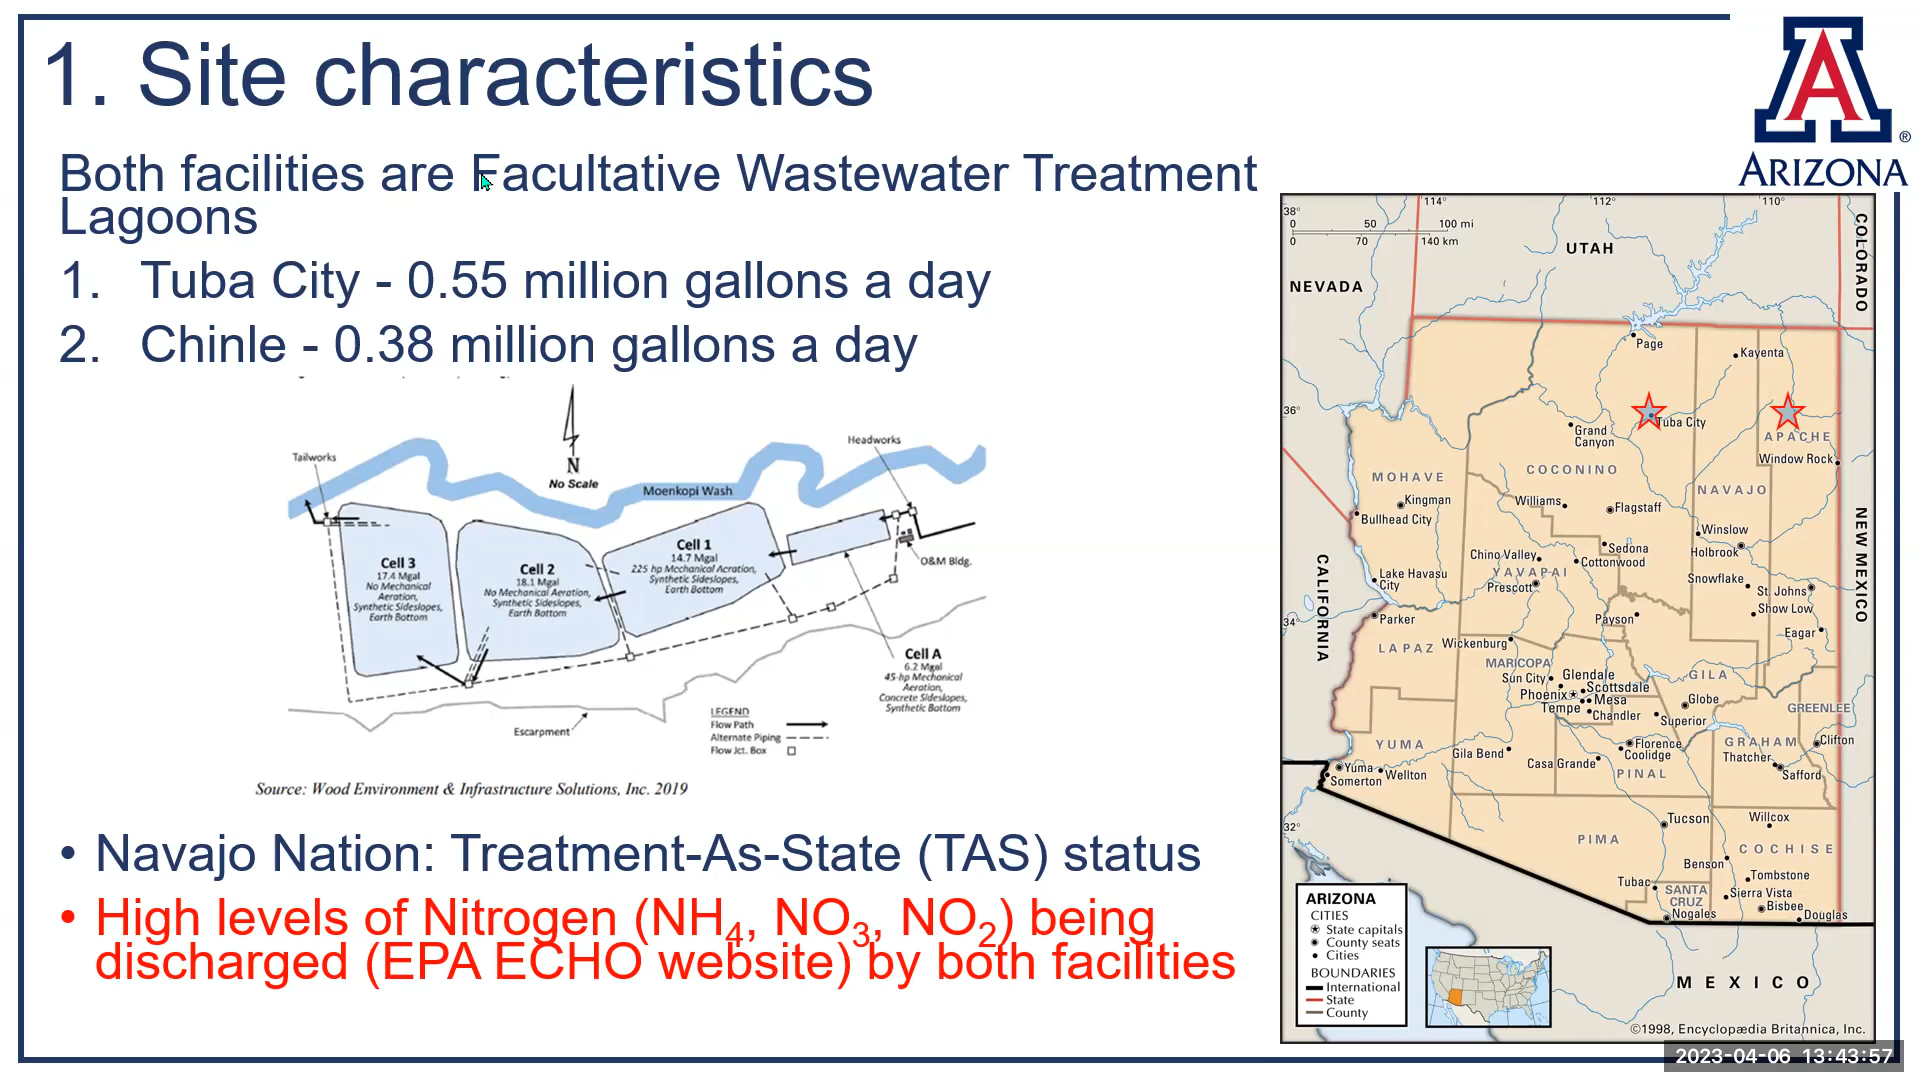 1. Site characteristics
ARIZONA
®
Both facilities are Facultative Wastewater Treatment
Lagoons
1. Tuba City - 0.55 million gallons a day
2. Chinle - 0.38 million gallons a day
N
No Scale
Headworks
Tailworks
Moenkopi Wash
Cell 3
17.4 Mgal
No Mechanical
Aeration,
Synthetic Sideslopes,
Earth Bottom
Cell 2
18.1 Mgal
No Mechanical Aeration,
Synthetic Sideslopes,
Earth Bottom
Cell 1
14.7 Mgal
225 hp Mechanical Aeration,
Synthetic Sideslopes,
Earth Bottom
O&M Bldg.
Cell A
6.2 Mgal
45-hp Mechanical
Aeration,
Concrete Sideslopes,
Synthetic Bottom
Escarpment
LEGEND
Flow Path
Alternate Piping
Flow Jct. Box
Source: Wood Environment & Infrastructure Solutions, Inc. 2019
• Navajo Nation: Treatment-As-State (TAS) status
• High levels of Nitrogen (NH4, NO3, NO2) being
discharged (EPA ECHO website) by both facilities
114° 112° 110°
38°
0 50 100 mi
0 70 140 km
UTAH
COLORADO
NEVADA
Page
Kayenta
36°
Tuba City
Grand
Canyon
APACHE
Window Rock
COCONINO
MOHAVE
NAVAJO
Kingman
Williams
Flagstaff
Bullhead City
Winslow
Holbrook
NEW MEXICO
CALIFORNIA
Chino Valley
Sedona
Cottonwood
YAVAPAI
Prescott
Lake Havasu
City
Snowflake
St. Johns
Show Low
34°
Parker
Payson
Eagar
LA PAZ
Wickenburg
MARICOPA
Sun City
Glendale
Scottsdale
Phoenix
Mesa
Tempe
Chandler
GILA
Globe
Superior
GREENLEE
YUMA
Gila Bend
Florence
Coolidge
Casa Grande
PINAL
GRAHAM
Clifton
Thatcher
Safford
Yuma
Wellton
Somerton
32°
Tucson
Willcox
PIMA
COCHISE
Benson
Tombstone
Tubac
SANTA
CRUZ
Sierra Vista
Bisbee
Nogales
Douglas
ARIZONA
CITIES
State capitals
County seats
Cities
BOUNDARIES
International
State
County
MEXICO
©1998, Encyclopædia Britannica, Inc.
2023-04-06 13:43:57